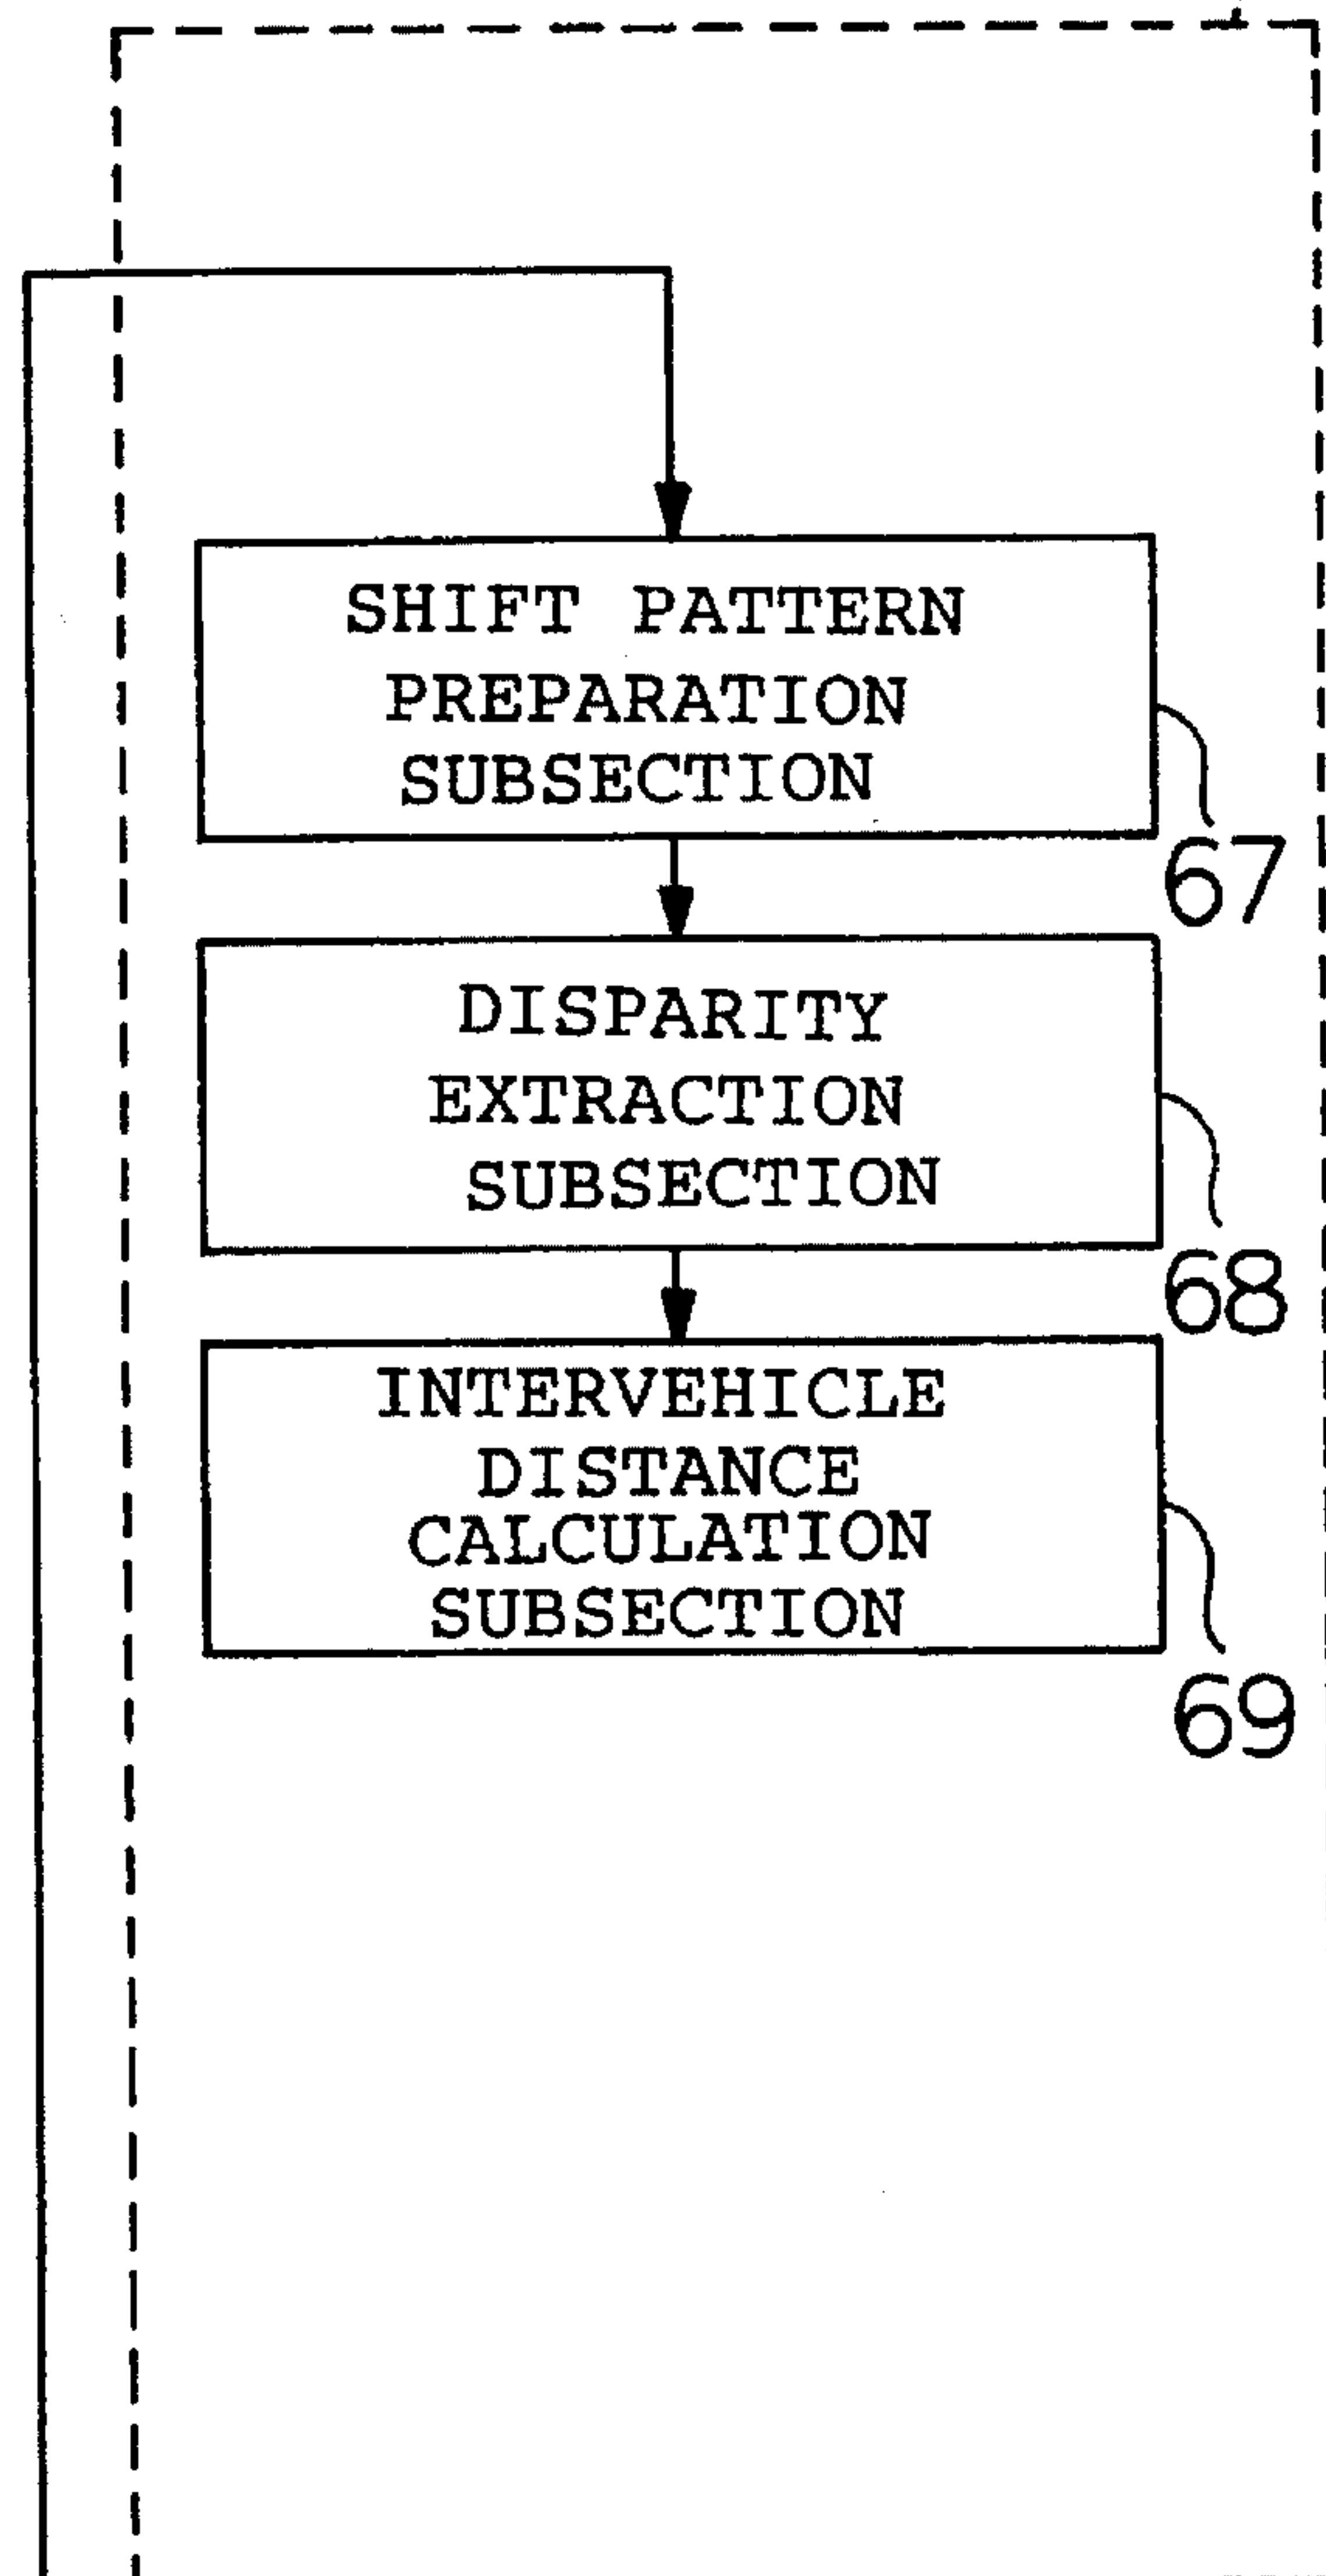 SHIFT PATTERN
PREPARATION
SUBSECTION
67
DISPARITY
EXTRACTION
SUBSECTION
68
INTERVEHICLE
DISTANCE
CALCULATION
SUBSECTION
69